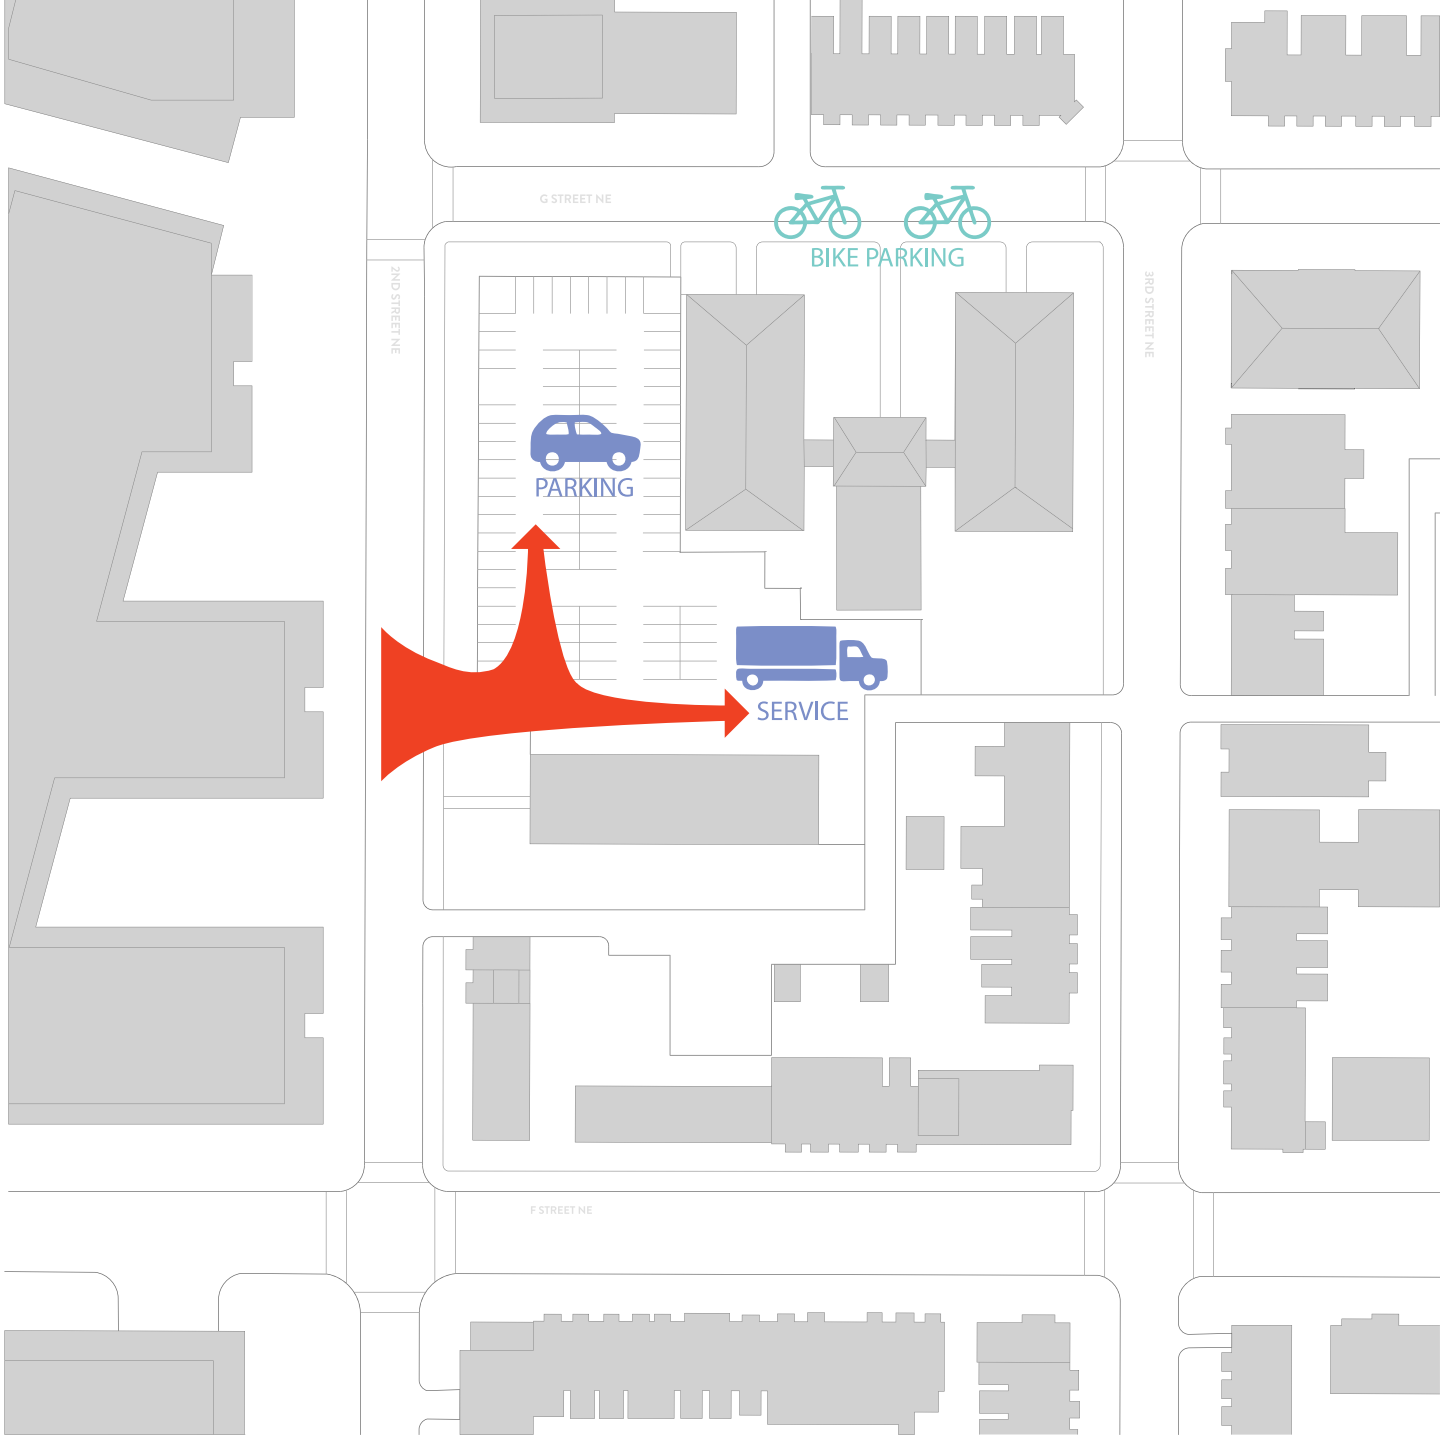 G STREET NE
BIKE PARKING
2ND STREET NE
3RD STREET NE
PARKING
SERVICE
F STREET NE